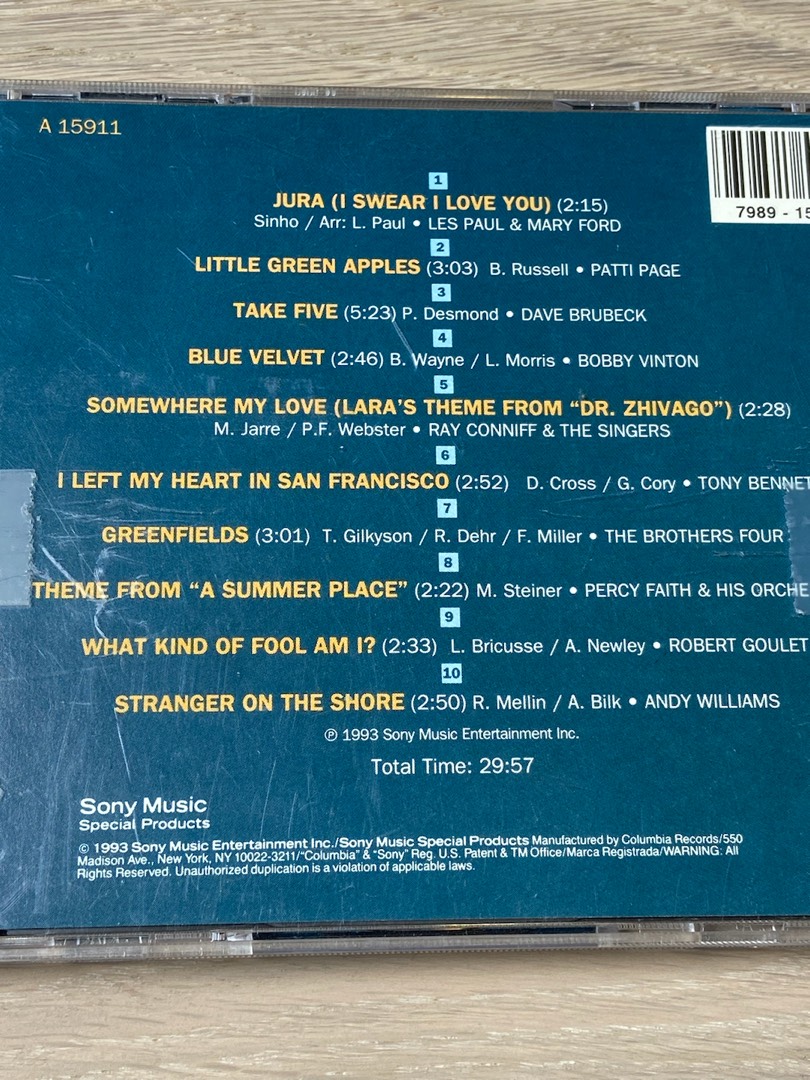 A 15911
7989 - 15
1
JURA (I SWEAR I LOVE YOU) (2:15)
Sinho / Arr: L. Paul • LES PAUL & MARY FORD
2
LITTLE GREEN APPLES (3:03) B. Russell • PATTI PAGE
3
TAKE FIVE (5:23) P. Desmond • DAVE BRUBECK
4
BLUE VELVET (2:46) B. Wayne / L. Morris • BOBBY VINTON
5
SOMEWHERE MY LOVE (LARA'S THEME FROM "DR. ZHIVAGO") (2:28)
M. Jarre / P.F. Webster • RAY CONNIFF & THE SINGERS
6
I LEFT MY HEART IN SAN FRANCISCO (2:52) D. Cross / G. Cory • TONY BENNET
7
GREENFIELDS (3:01) T. Gilkyson / R. Dehr / F. Miller • THE BROTHERS FOUR
8
THEME FROM "A SUMMER PLACE" (2:22) M. Steiner • PERCY FAITH & HIS ORCHE
9
WHAT KIND OF FOOL AM I? (2:33) L. Bricusse / A. Newley • ROBERT GOULET
10
STRANGER ON THE SHORE (2:50) R. Mellin / A. Bilk • ANDY WILLIAMS
℗ 1993 Sony Music Entertainment Inc.
Total Time: 29:57
Sony Music
Special Products
© 1993 Sony Music Entertainment Inc./Sony Music Special Products Manufactured by Columbia Records/550
Madison Ave., New York, NY 10022-3211/"Columbia" & "Sony" Reg. U.S. Patent & TM Office/Marca Registrada/WARNING: All
Rights Reserved. Unauthorized duplication is a violation of applicable laws.